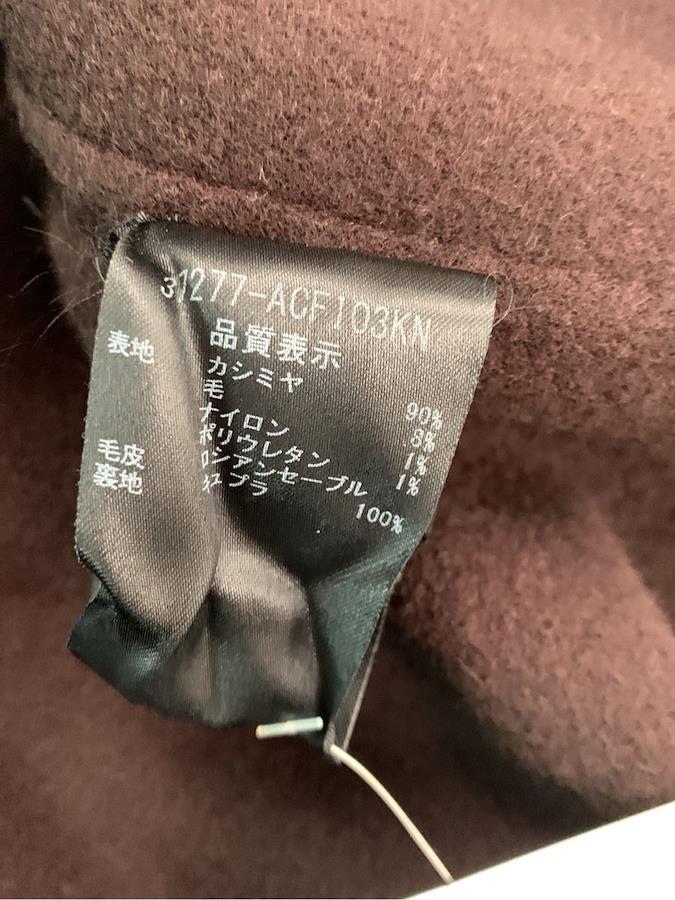 31277-ACFI03KN
品質表示
表地 カシミヤ 90%
毛 8%
ナイロン 1%
ポリウレタン 1%
毛皮 ロシアンセーブル
裏地 キュプラ 100%